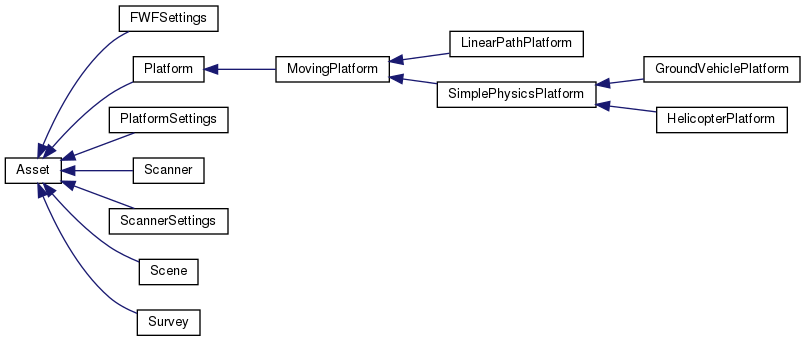 FWFSettings
LinearPathPlatform
Platform
MovingPlatform
GroundVehiclePlatform
SimplePhysicsPlatform
PlatformSettings
HelicopterPlatform
Asset
Scanner
ScannerSettings
Scene
Survey